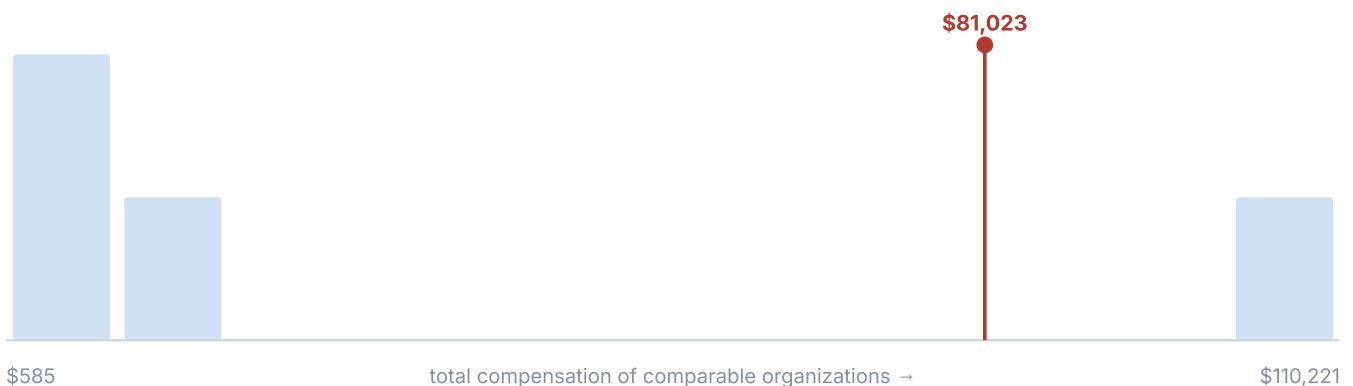 $81,023
$585 total compensation of comparable organizations → $110,221